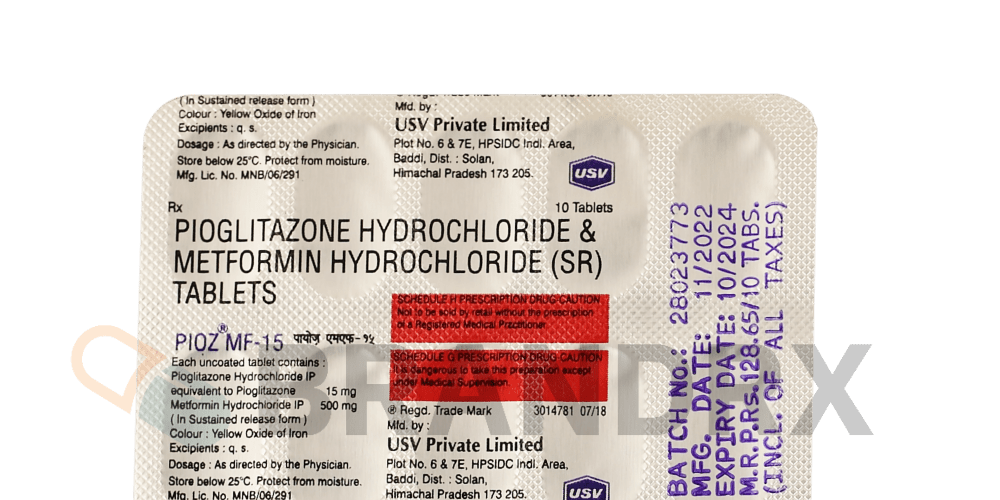 ( In Sustained release form )
Colour : Yellow Oxide of Iron
Excipients : q. s.
Dosage : As directed by the Physician.
Store below 25°C. Protect from moisture.
Mfg. Lic. No. MNB/06/291
Mfd. by :
USV Private Limited
Plot No. 6 & 7E, HPSIDC Indl. Area,
Baddi, Dist. : Solan,
Himachal Pradesh 173 205.
USV
Rx
10 Tablets
PIOGLITAZONE HYDROCHLORIDE &
METFORMIN HYDROCHLORIDE (SR)
TABLETS
SCHEDULE H PRESCRIPTION DRUG CAUTION
Not to be sold by retail without the prescription
of a Registered Medical Practitioner.
PIOZ® MF-15 पायोज़ एमएफ-१५
Each uncoated tablet contains :
Pioglitazone Hydrochloride IP
equivalent to Pioglitazone 15 mg
Metformin Hydrochloride IP 500 mg
( In Sustained release form )
Colour : Yellow Oxide of Iron
Excipients : q. s.
Dosage : As directed by the Physician.
Store below 25°C. Protect from moisture.
Mfg. Lic. No. MNB/06/291
SCHEDULE G PRESCRIPTION DRUG CAUTION
It is dangerous to take this preparation except
under Medical Supervision.
® Regd. Trade Mark 3014781 07/18
Mfd. by :
USV Private Limited
Plot No. 6 & 7E, HPSIDC Indl. Area,
Baddi, Dist. : Solan,
Himachal Pradesh 173 205.
USV
BATCH No.: 28023773
MFG. DATE: 11/2022
EXPIRY DATE: 10/2024
M.R.P.Rs.128.65/10 TABS.
(INCL. OF ALL TAXES)